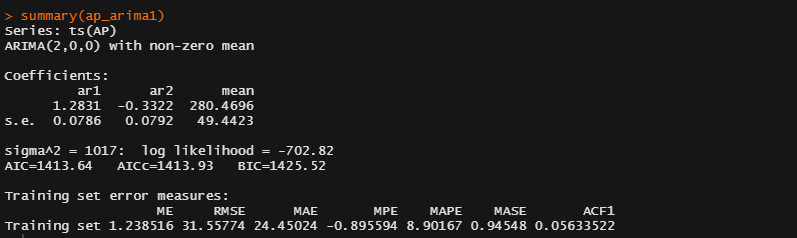 > summary(ap_arima1)
Series: ts(AP)
ARIMA(2,0,0) with non-zero mean
Coefficients:
ar1 ar2 mean
1.2831 -0.3322 280.4696
s.e. 0.0786 0.0792 49.4423
sigma^2 = 1017: log likelihood = -702.82
AIC=1413.64 AICc=1413.93 BIC=1425.52
Training set error measures:
ME RMSE MAE MPE MAPE MASE ACF1
Training set 1.238516 31.55774 24.45024 -0.895594 8.90167 0.94548 0.05633522